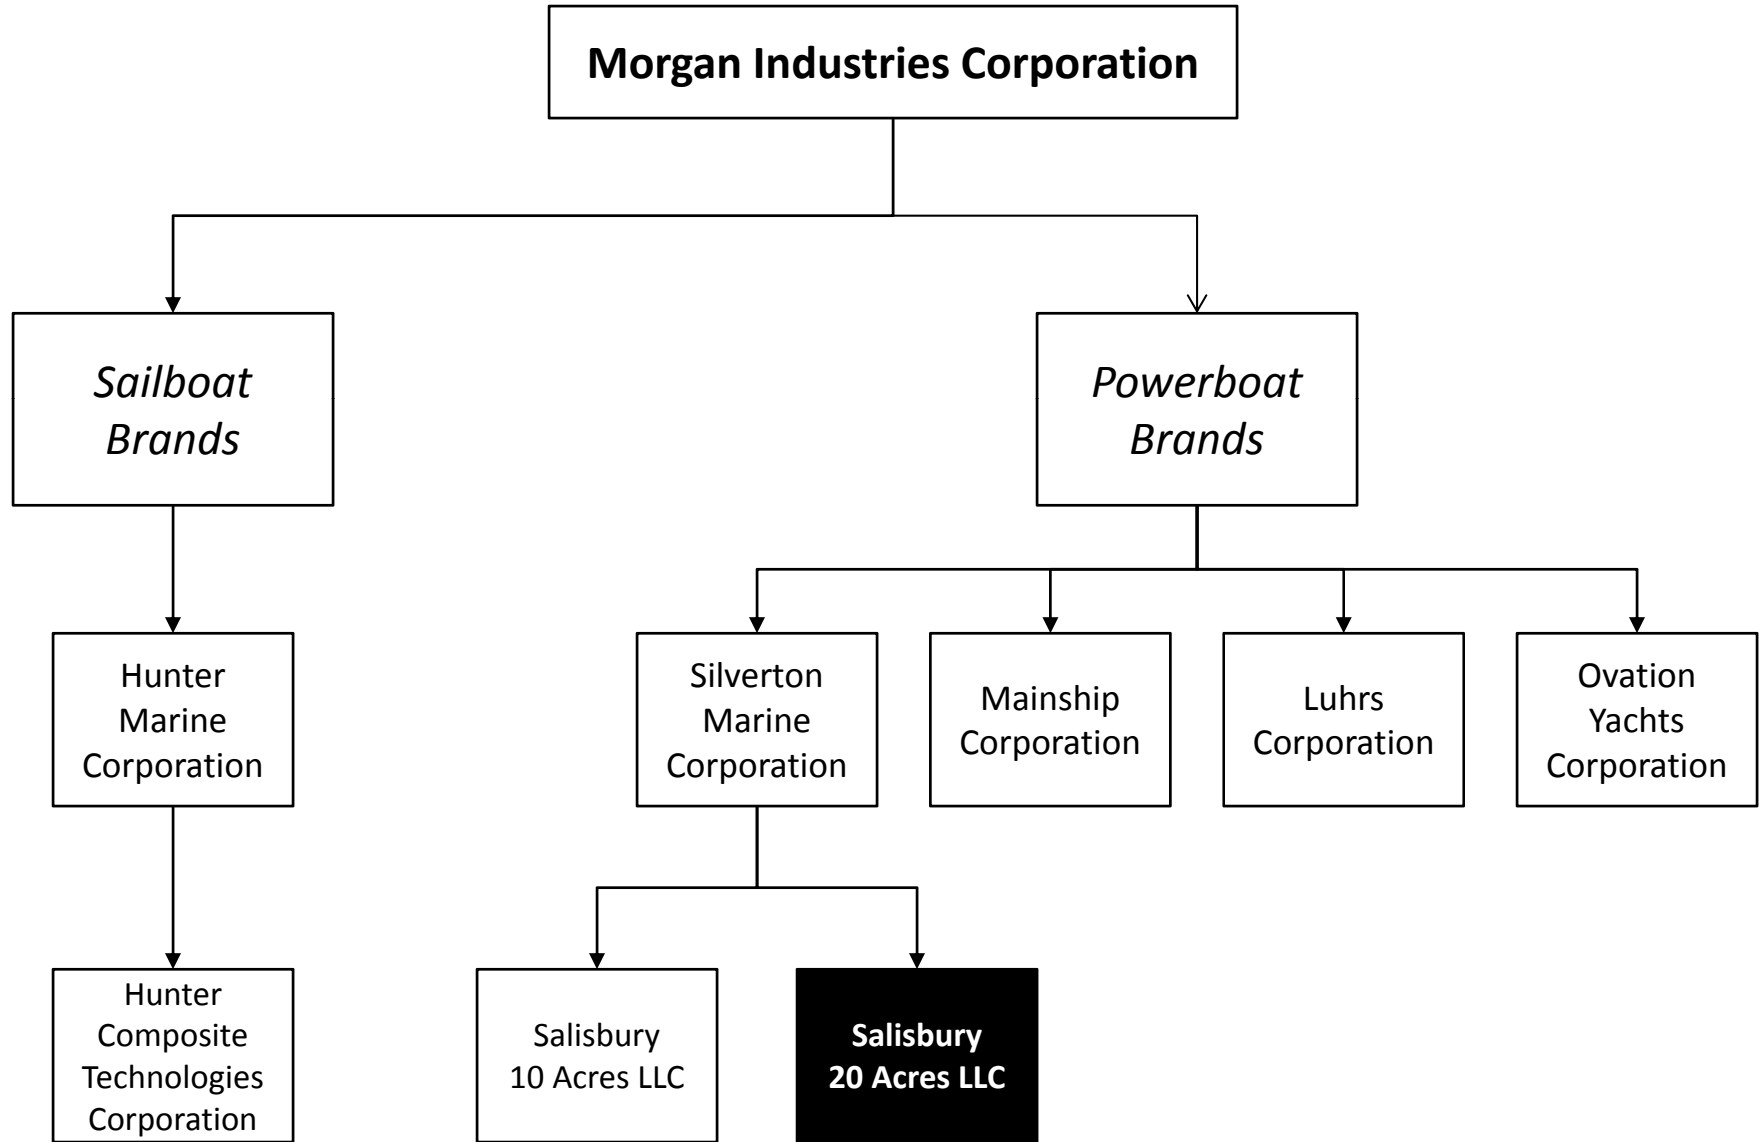 Morgan Industries Corporation
Sailboat
Brands
Powerboat
Brands
Hunter
Marine
Corporation
Silverton
Marine
Corporation
Mainship
Corporation
Luhrs
Corporation
Ovation
Yachts
Corporation
Hunter
Composite
Technologies
Corporation
Salisbury
10 Acres LLC
Salisbury
20 Acres LLC